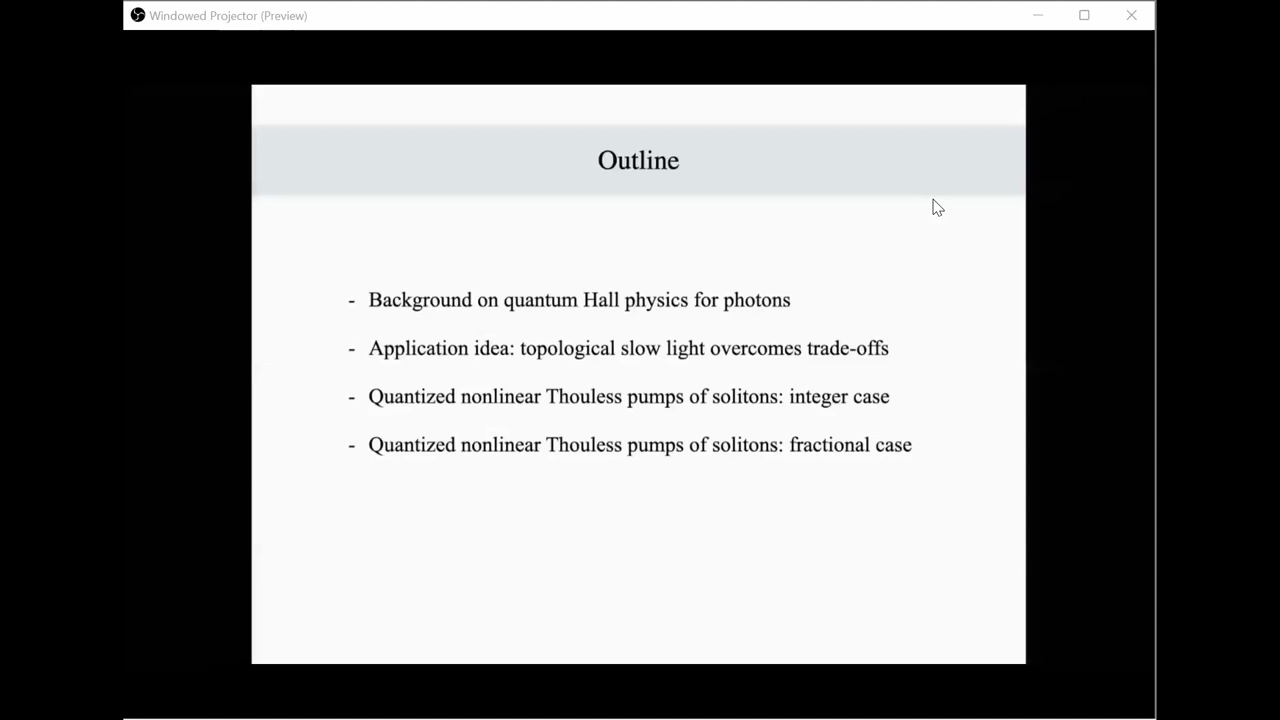 Windowed Projector (Preview)
Outline
- Background on quantum Hall physics for photons
- Application idea: topological slow light overcomes trade-offs
- Quantized nonlinear Thouless pumps of solitons: integer case
- Quantized nonlinear Thouless pumps of solitons: fractional case